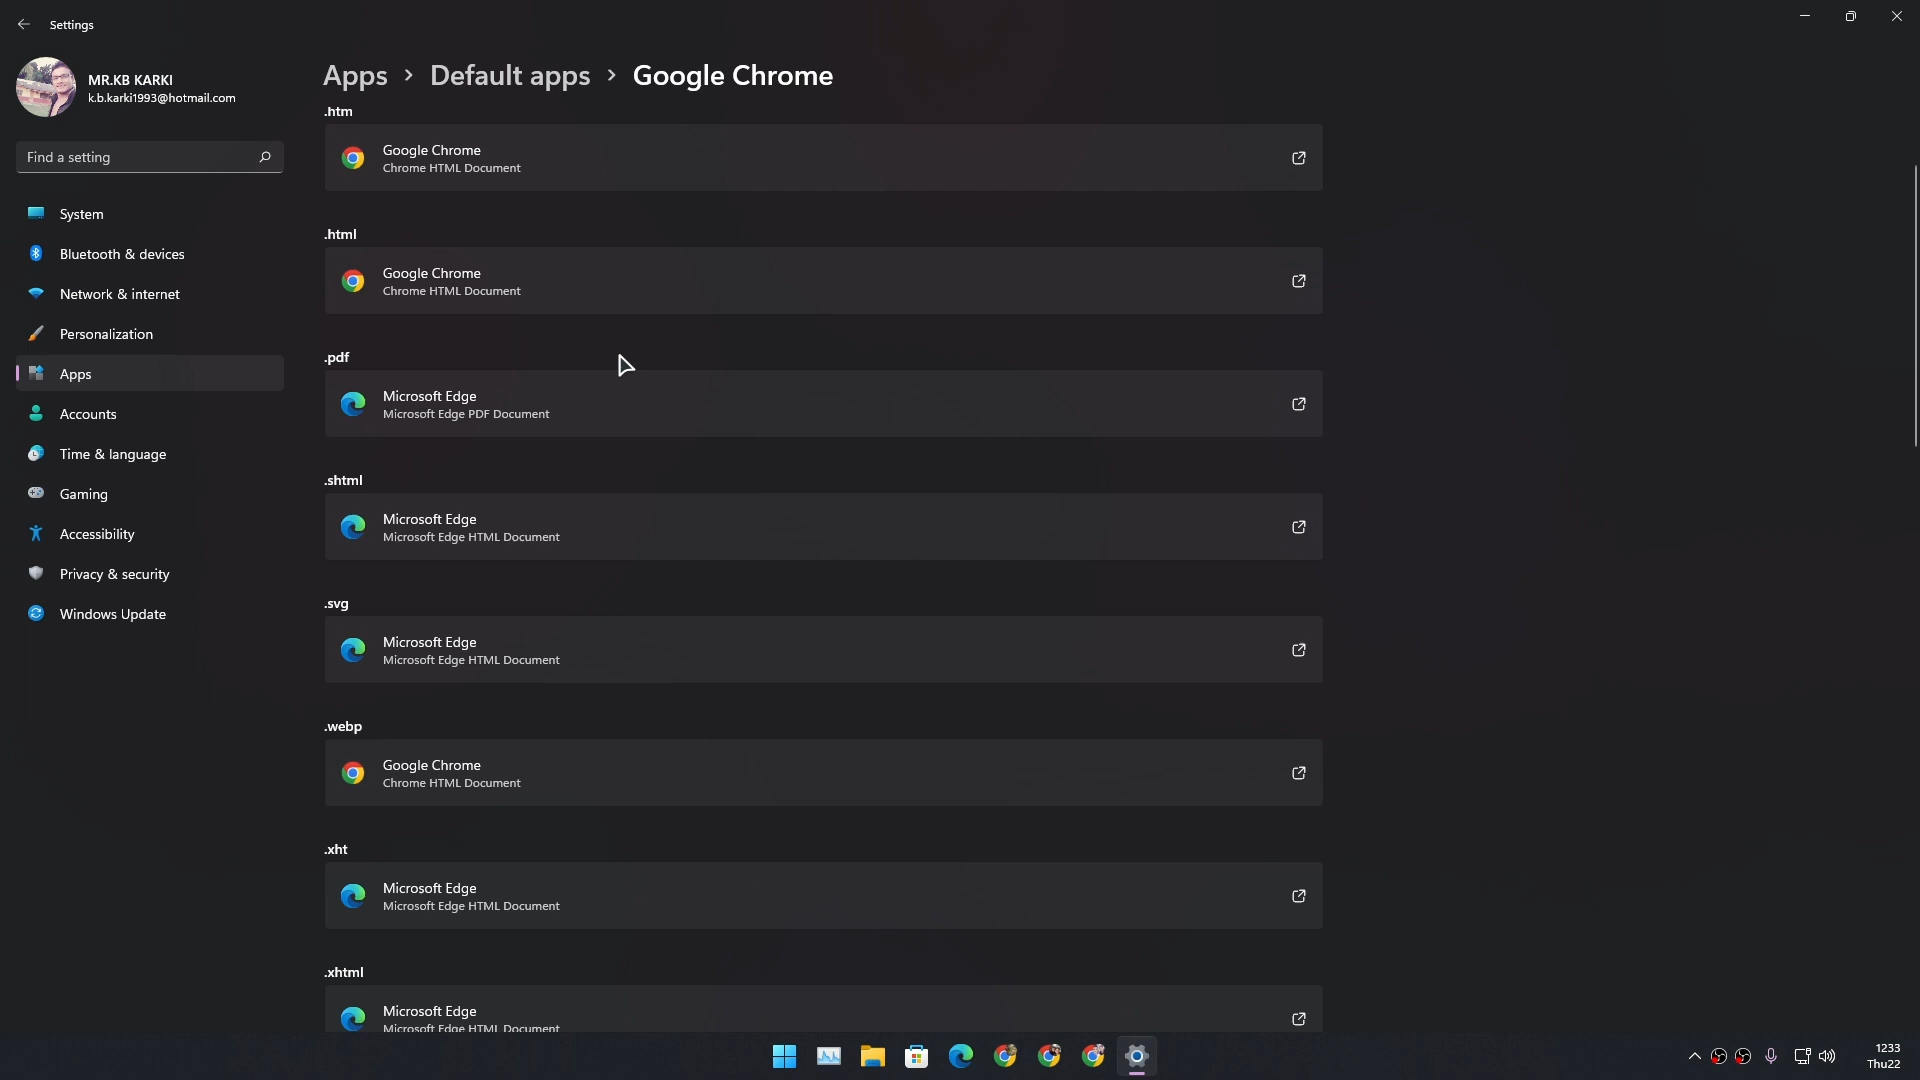 Settings
MR.KB KARKI
k.b.karki1993@hotmail.com
Find a setting
System
Bluetooth & devices
Network & internet
Personalization
Apps
Accounts
Time & language
Gaming
Accessibility
Privacy & security
Windows Update
Apps > Default apps > Google Chrome
.htm
Google Chrome
Chrome HTML Document
.html
Google Chrome
Chrome HTML Document
.pdf
Microsoft Edge
Microsoft Edge PDF Document
.shtml
Microsoft Edge
Microsoft Edge HTML Document
.svg
Microsoft Edge
Microsoft Edge HTML Document
.webp
Google Chrome
Chrome HTML Document
.xht
Microsoft Edge
Microsoft Edge HTML Document
.xhtml
Microsoft Edge
Microsoft Edge HTML Document
1233
Thu22